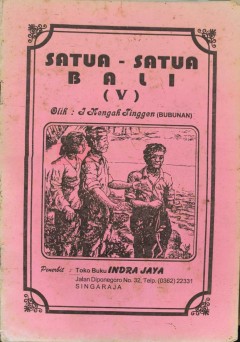 SATUA - SATUA
BALI
( V )
Olih : I Nengah Tinggen (BUBUNAN)
Penerbit : Toko Buku INDRA JAYA
Jalan Diponegoro No. 32, Telp. (0362) 22331
SINGARAJA